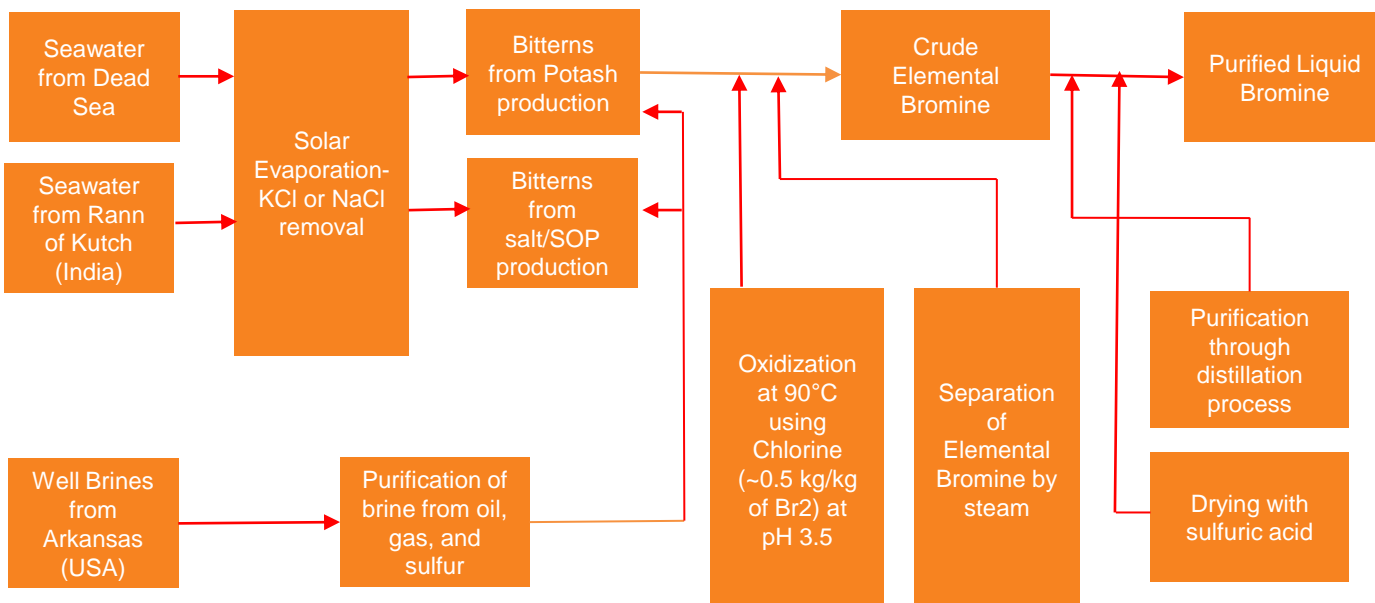 Seawater
from Dead
Sea
Seawater
from Rann
of Kutch
(India)
Solar
Evaporation-
KCl or NaCl
removal
Bitterns
from Potash
production
Bitterns
from
salt/SOP
production
Crude
Elemental
Bromine
Purified Liquid
Bromine
Well Brines
from
Arkansas
(USA)
Purification of
brine from oil,
gas, and
sulfur
Oxidization
at 90°C
using
Chlorine
(~0.5 kg/kg
of Br2) at
pH 3.5
Separation
of
Elemental
Bromine by
steam
Purification
through
distillation
process
Drying with
sulfuric acid